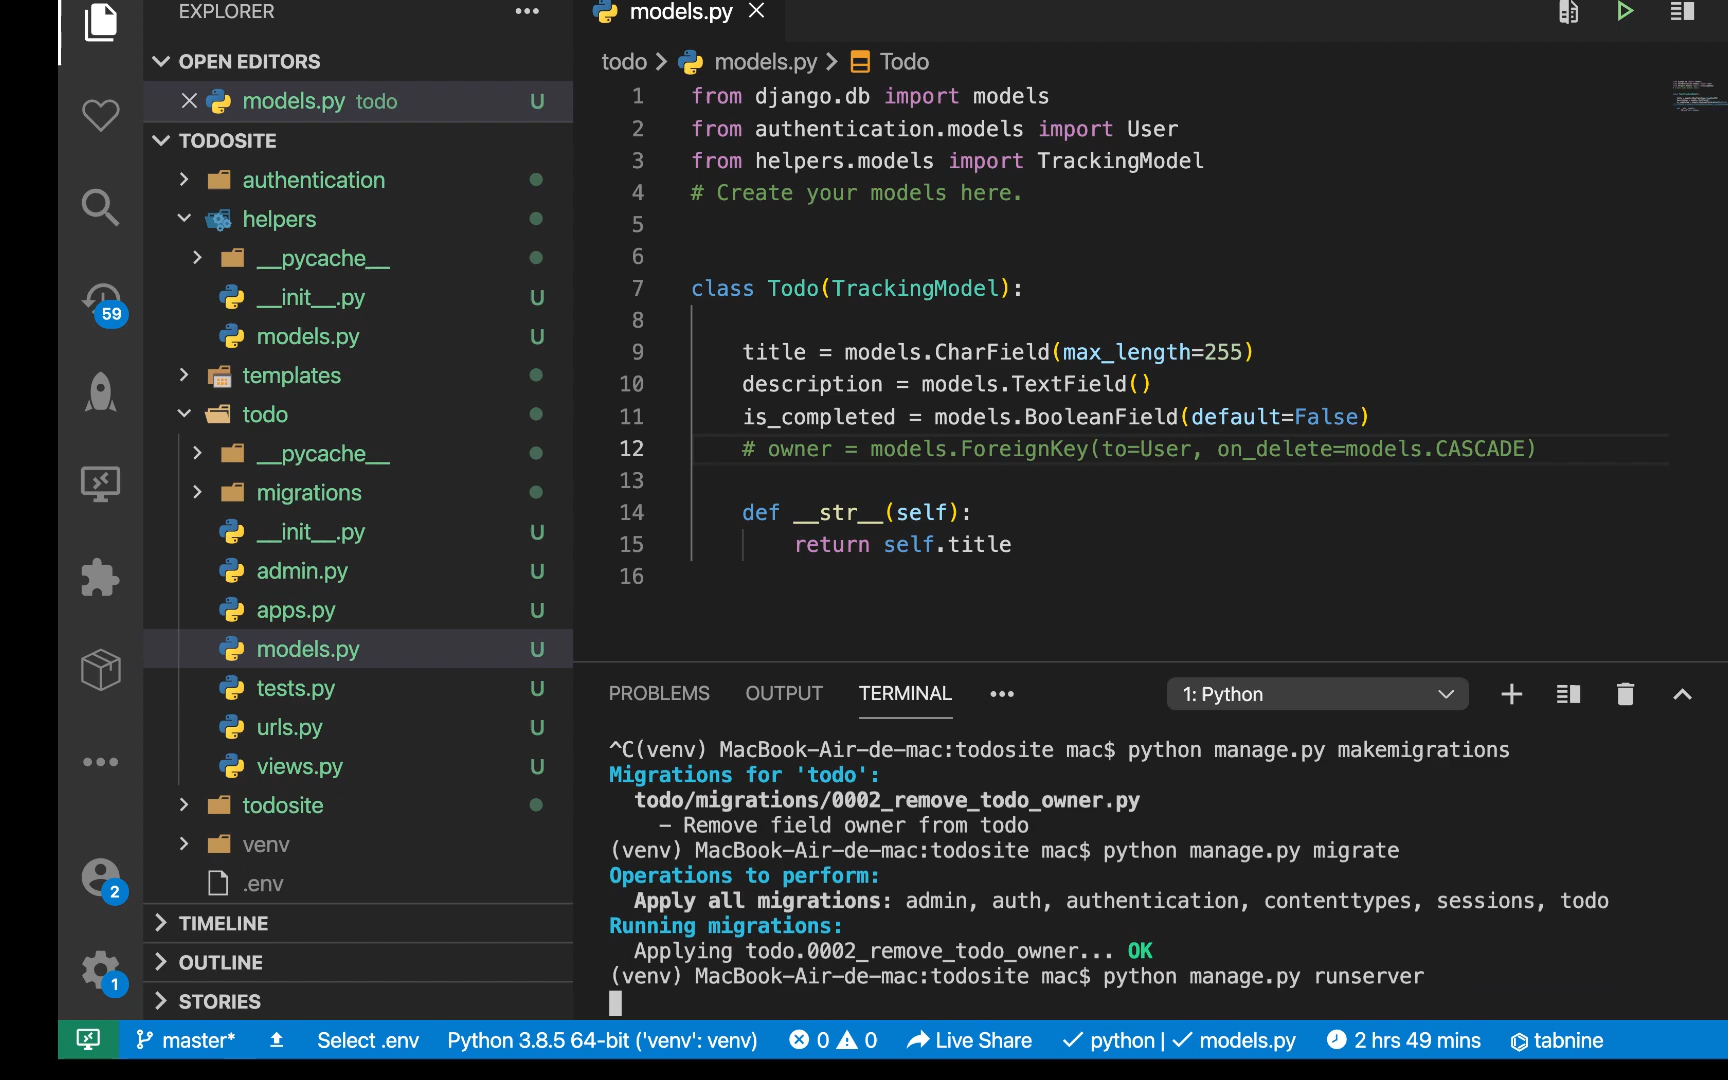 EXPLORER
models.py
todo > models.py > Todo
OPEN EDITORS
models.py todo U
TODOSITE
authentication
helpers
__pycache__
__init__.py U
models.py U
templates
todo
__pycache__
migrations
__init__.py U
admin.py U
apps.py U
models.py U
tests.py U
urls.py U
views.py U
todosite
venv
.env
TIMELINE
OUTLINE
STORIES
59
2
1
1 from django.db import models
2 from authentication.models import User
3 from helpers.models import TrackingModel
4 # Create your models here.
5
6
7 class Todo(TrackingModel):
8
9 title = models.CharField(max_length=255)
10 description = models.TextField()
11 is_completed = models.BooleanField(default=False)
12 # owner = models.ForeignKey(to=User, on_delete=models.CASCADE)
13
14 def __str__(self):
15 return self.title
16
PROBLEMS OUTPUT TERMINAL 1: Python
^C(venv) MacBook-Air-de-mac:todosite mac$ python manage.py makemigrations
Migrations for 'todo':
todo/migrations/0002_remove_todo_owner.py
- Remove field owner from todo
(venv) MacBook-Air-de-mac:todosite mac$ python manage.py migrate
Operations to perform:
Apply all migrations: admin, auth, authentication, contenttypes, sessions, todo
Running migrations:
Applying todo.0002_remove_todo_owner... OK
(venv) MacBook-Air-de-mac:todosite mac$ python manage.py runserver
master* Select .env Python 3.8.5 64-bit ('venv': venv) 0 0 Live Share python | models.py 2 hrs 49 mins tabnine